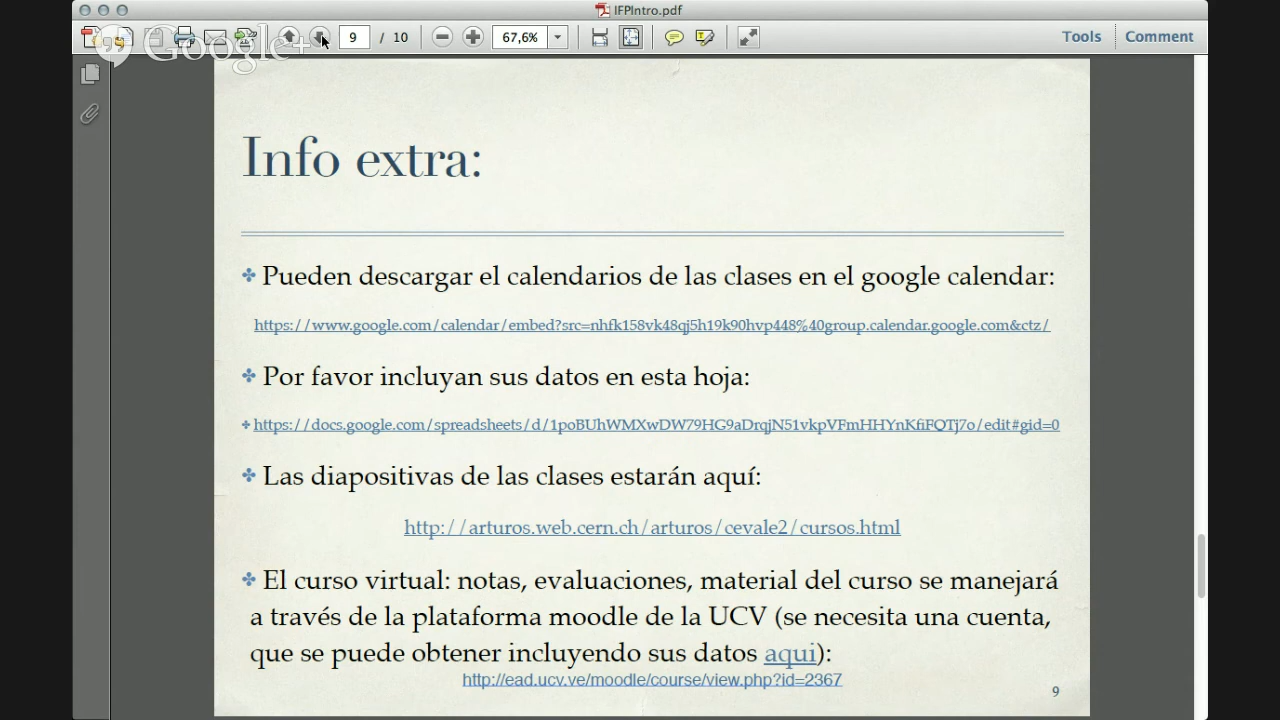 IFPIntro.pdf
Google+
9 / 10
67,6%
Tools
Comment
Info extra:
Pueden descargar el calendarios de las clases en el google calendar:
https://www.google.com/calendar/embed?src=nhfk158vk48qj5h19k90hvp448%40group.calendar.google.com&ctz/
Por favor incluyan sus datos en esta hoja:
https://docs.google.com/spreadsheets/d/1poBUhWMXwDW79HG9aDrqjN51vkpVFmHHYnKfiFQTj7o/edit#gid=0
Las diapositivas de las clases estarán aquí:
http://arturos.web.cern.ch/arturos/cevale2/cursos.html
El curso virtual: notas, evaluaciones, material del curso se manejará
a través de la plataforma moodle de la UCV (se necesita una cuenta,
que se puede obtener incluyendo sus datos aqui):
http://ead.ucv.ve/moodle/course/view.php?id=2367
9